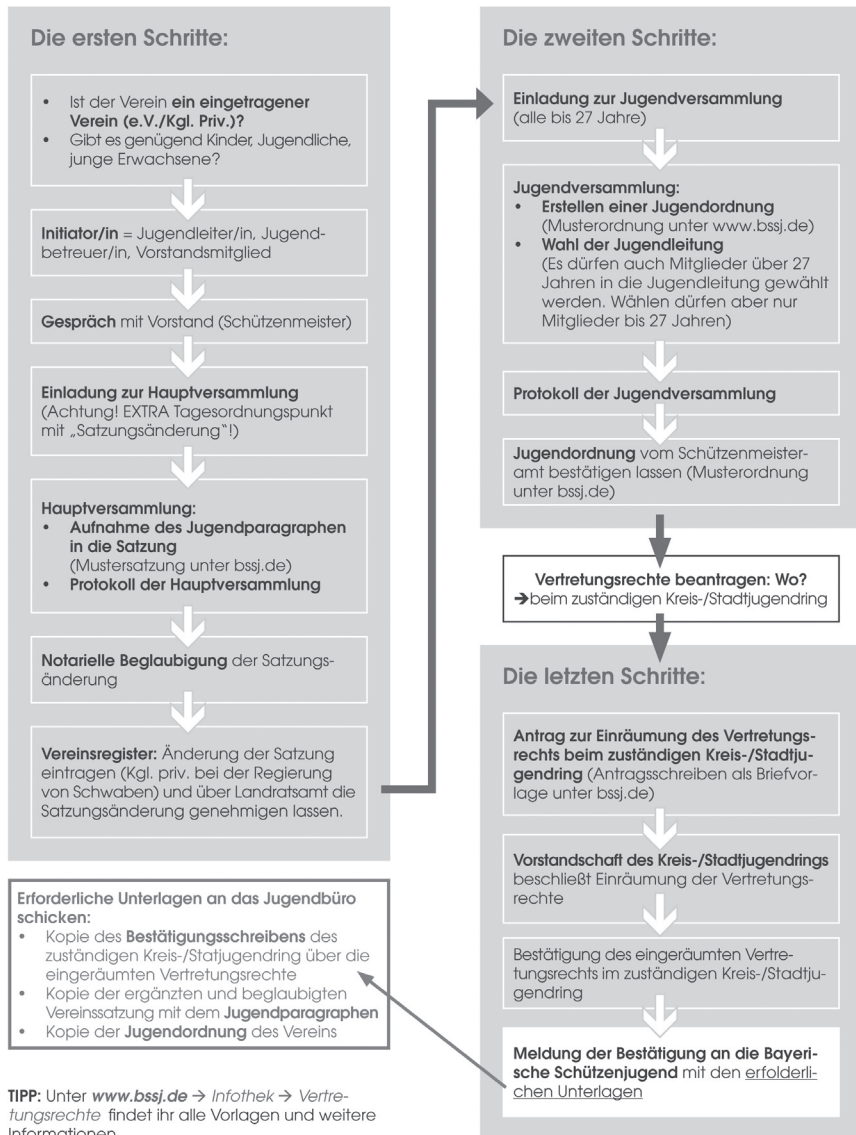 Die ersten Schritte:
• Ist der Verein ein eingetragener
Verein (e.V./Kgl. Priv.)?
• Gibt es genügend Kinder, Jugendliche,
junge Erwachsene?
Initiator/in = Jugendleiter/in, Jugend-
betreuer/in, Vorstandsmitglied
Gespräch mit Vorstand (Schützenmeister)
Einladung zur Hauptversammlung
(Achtung! EXTRA Tagesordnungspunkt
mit „Satzungsänderung"!)
Hauptversammlung:
• Aufnahme des Jugendparagraphen
in die Satzung
(Mustersatzung unter bssj.de)
• Protokoll der Hauptversammlung
Notarielle Beglaubigung der Satzungs-
änderung
Vereinsregister: Änderung der Satzung
eintragen (Kgl. priv. bei der Regierung
von Schwaben) und über Landratsamt die
Satzungsänderung genehmigen lassen.
Die zweiten Schritte:
Einladung zur Jugendversammlung
(alle bis 27 Jahre)
Jugendversammlung:
• Erstellen einer Jugendordnung
(Musterordnung unter www.bssj.de)
• Wahl der Jugendleitung
(Es dürfen auch Mitglieder über 27
Jahren in die Jugendleitung gewählt
werden. Wählen dürfen aber nur
Mitglieder bis 27 Jahren)
Protokoll der Jugendversammlung
Jugendordnung vom Schützenmeister-
amt bestätigen lassen (Musterordnung
unter bssj.de)
Vertretungsrechte beantragen: Wo?
➔beim zuständigen Kreis-/Stadtjugendring
Die letzten Schritte:
Antrag zur Einräumung des Vertretungs-
rechts beim zuständigen Kreis-/Stadtju-
gendring (Antragsschreiben als Briefvor-
lage unter bssj.de)
Vorstandschaft des Kreis-/Stadtjugendrings
beschließt Einräumung der Vertretungs-
rechte
Bestätigung des eingeräumten Vertre-
tungsrechts im zuständigen Kreis-/Stadtju-
gendring
Meldung der Bestätigung an die Bayeri-
sche Schützenjugend mit den erfolderli-
chen Unterlagen
Erforderliche Unterlagen an das Jugendbüro
schicken:
• Kopie des Bestätigungsschreibens des
zuständigen Kreis-/Statjugendring über die
eingeräumten Vertretungsrechte
• Kopie der ergänzten und beglaubigten
Vereinssatzung mit dem Jugendparagraphen
• Kopie der Jugendordnung des Vereins
TIPP: Unter www.bssj.de → Infothek → Vertre-
tungsrechte findet ihr alle Vorlagen und weitere
Informationen